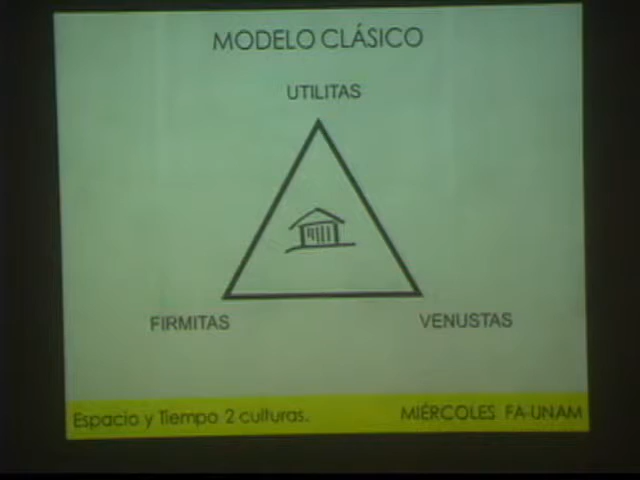 MODELO CLÁSICO
UTILITAS
FIRMITAS VENUSTAS
Espacio y Tiempo 2 culturas. MIÉRCOLES FA-UNAM